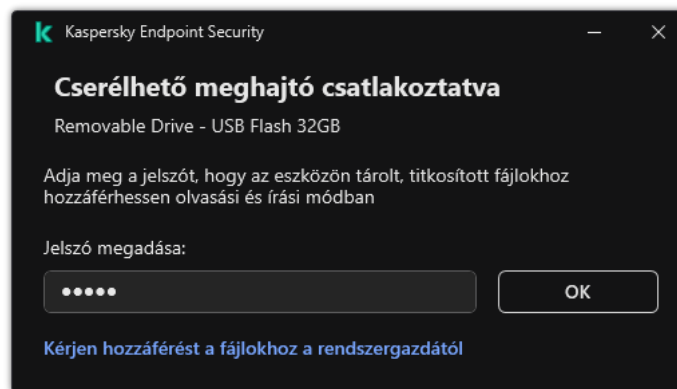 Kaspersky Endpoint Security
Cserélhető meghajtó csatlakoztatva
Removable Drive - USB Flash 32GB
Adja meg a jelszót, hogy az eszközön tárolt, titkosított fájlokhoz
hozzáférhessen olvasási és írási módban
Jelszó megadása:
•••••
OK
Kérjen hozzáférést a fájlokhoz a rendszergazdától